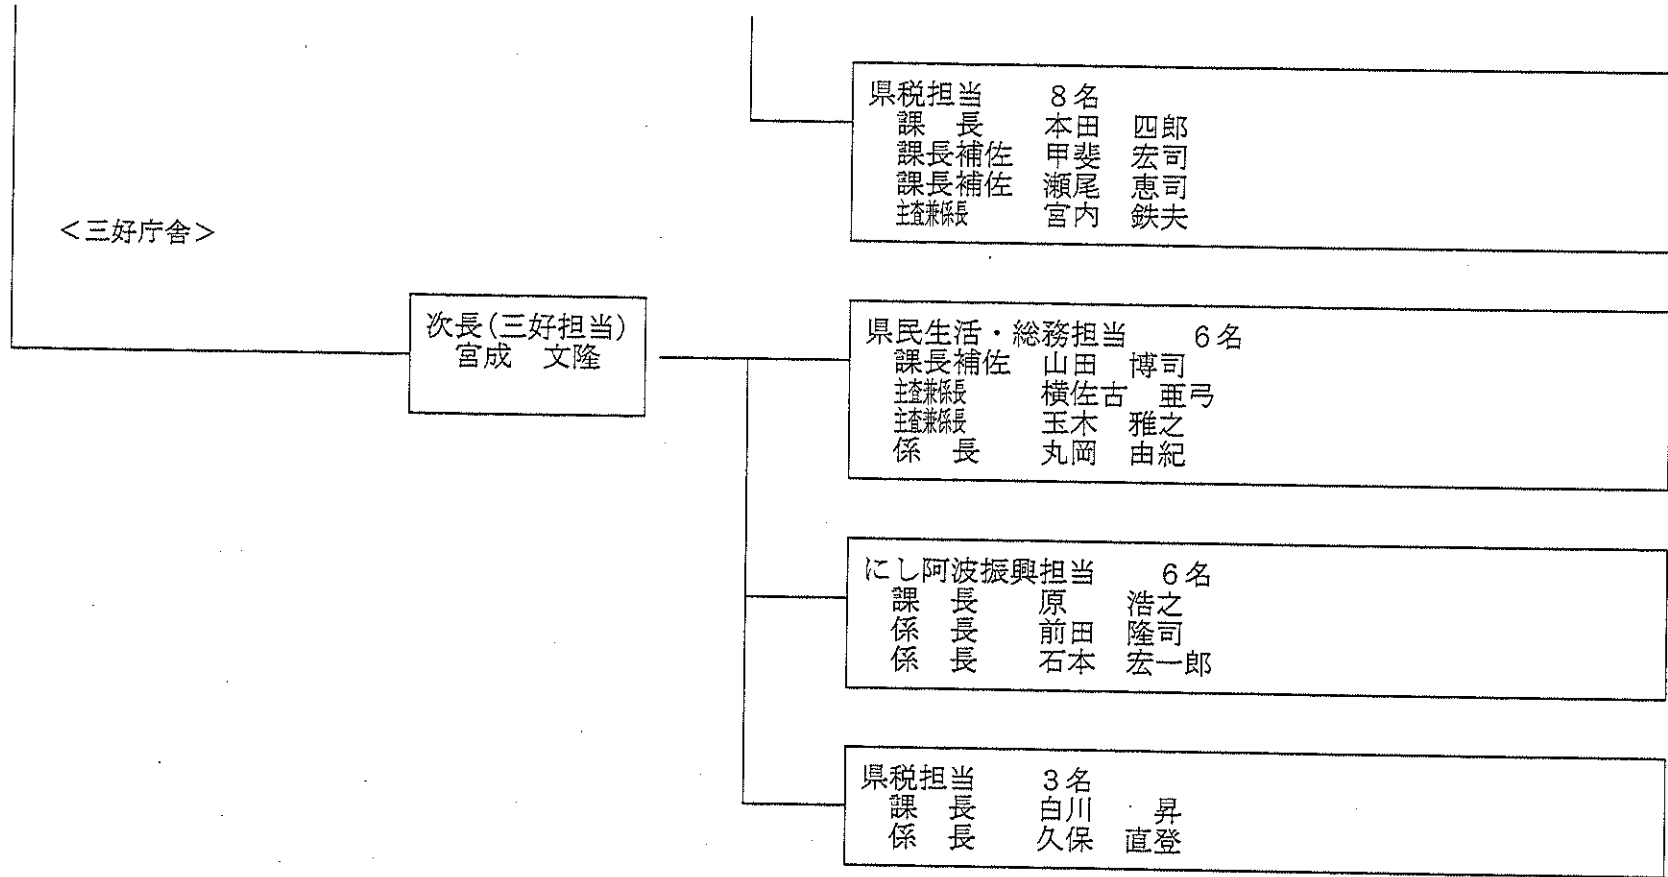 県税担当　　8名
課　長　　本田　四郎
課長補佐　甲斐　宏司
課長補佐　瀬尾　恵司
主査兼係長　宮内　鉄夫
＜三好庁舎＞
次長(三好担当)
宮成　文隆
県民生活・総務担当　　6名
課長補佐　山田　博司
主査兼係長　横佐古　亜弓
主査兼係長　玉木　雅之
係　長　　丸岡　由紀
にし阿波振興担当　　6名
課　長　　原　　浩之
係　長　　前田　隆司
係　長　　石本　宏一郎
県税担当　　3名
課　長　　白川　　昇
係　長　　久保　直登